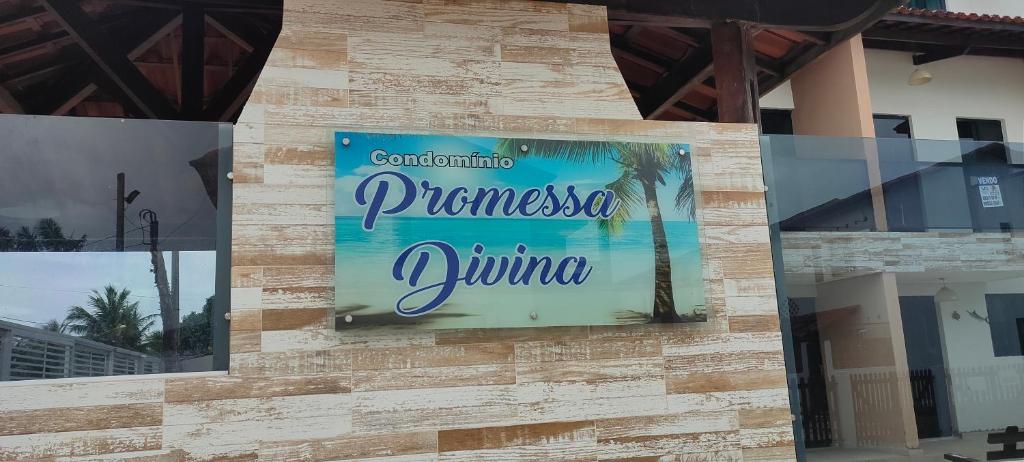 Condomínio
Promessa
Divina
VENDO